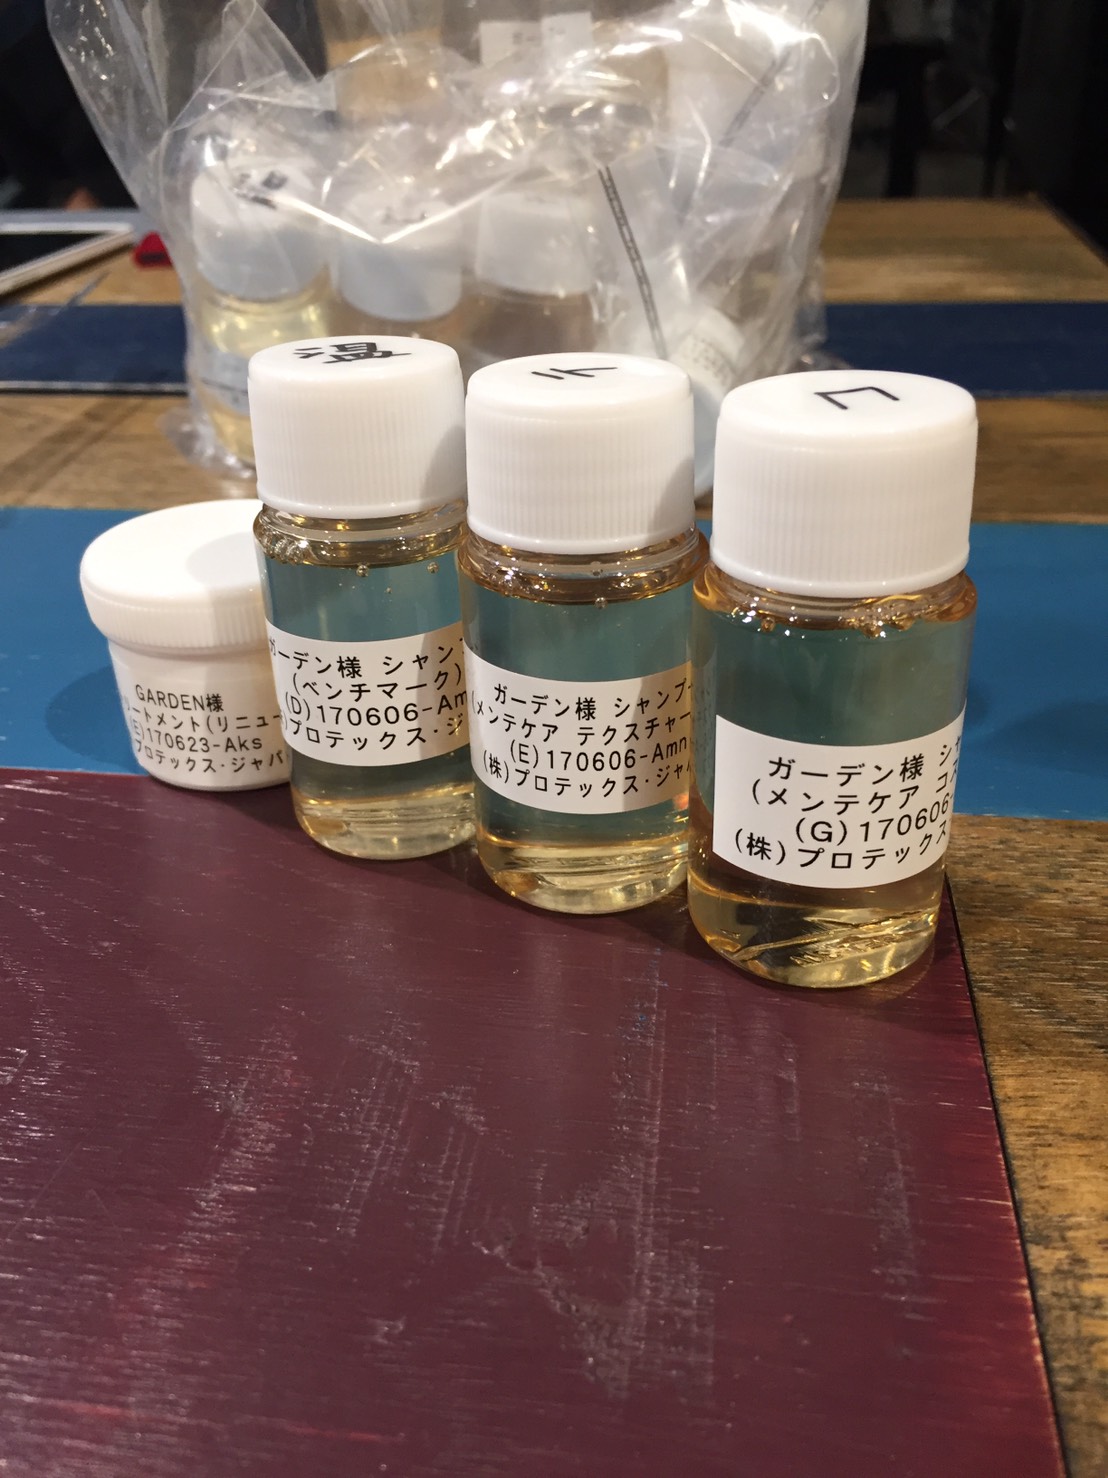 GARDEN様
ートメント(リニュー
E)170623-Aks
プロテックス・ジャパ
ガーデン様 シャンプ
(ベンチマーク)
(D)170606-Am
プロテックス・ジ
テ
ガーデン様 シャンプー
(メンテケア テクスチャー
(E)170606-Amn
(株)プロテックス・ジャパ
コ
ガーデン様 シャ
(メンテケア コス
(G)170606-
(株)プロテックス